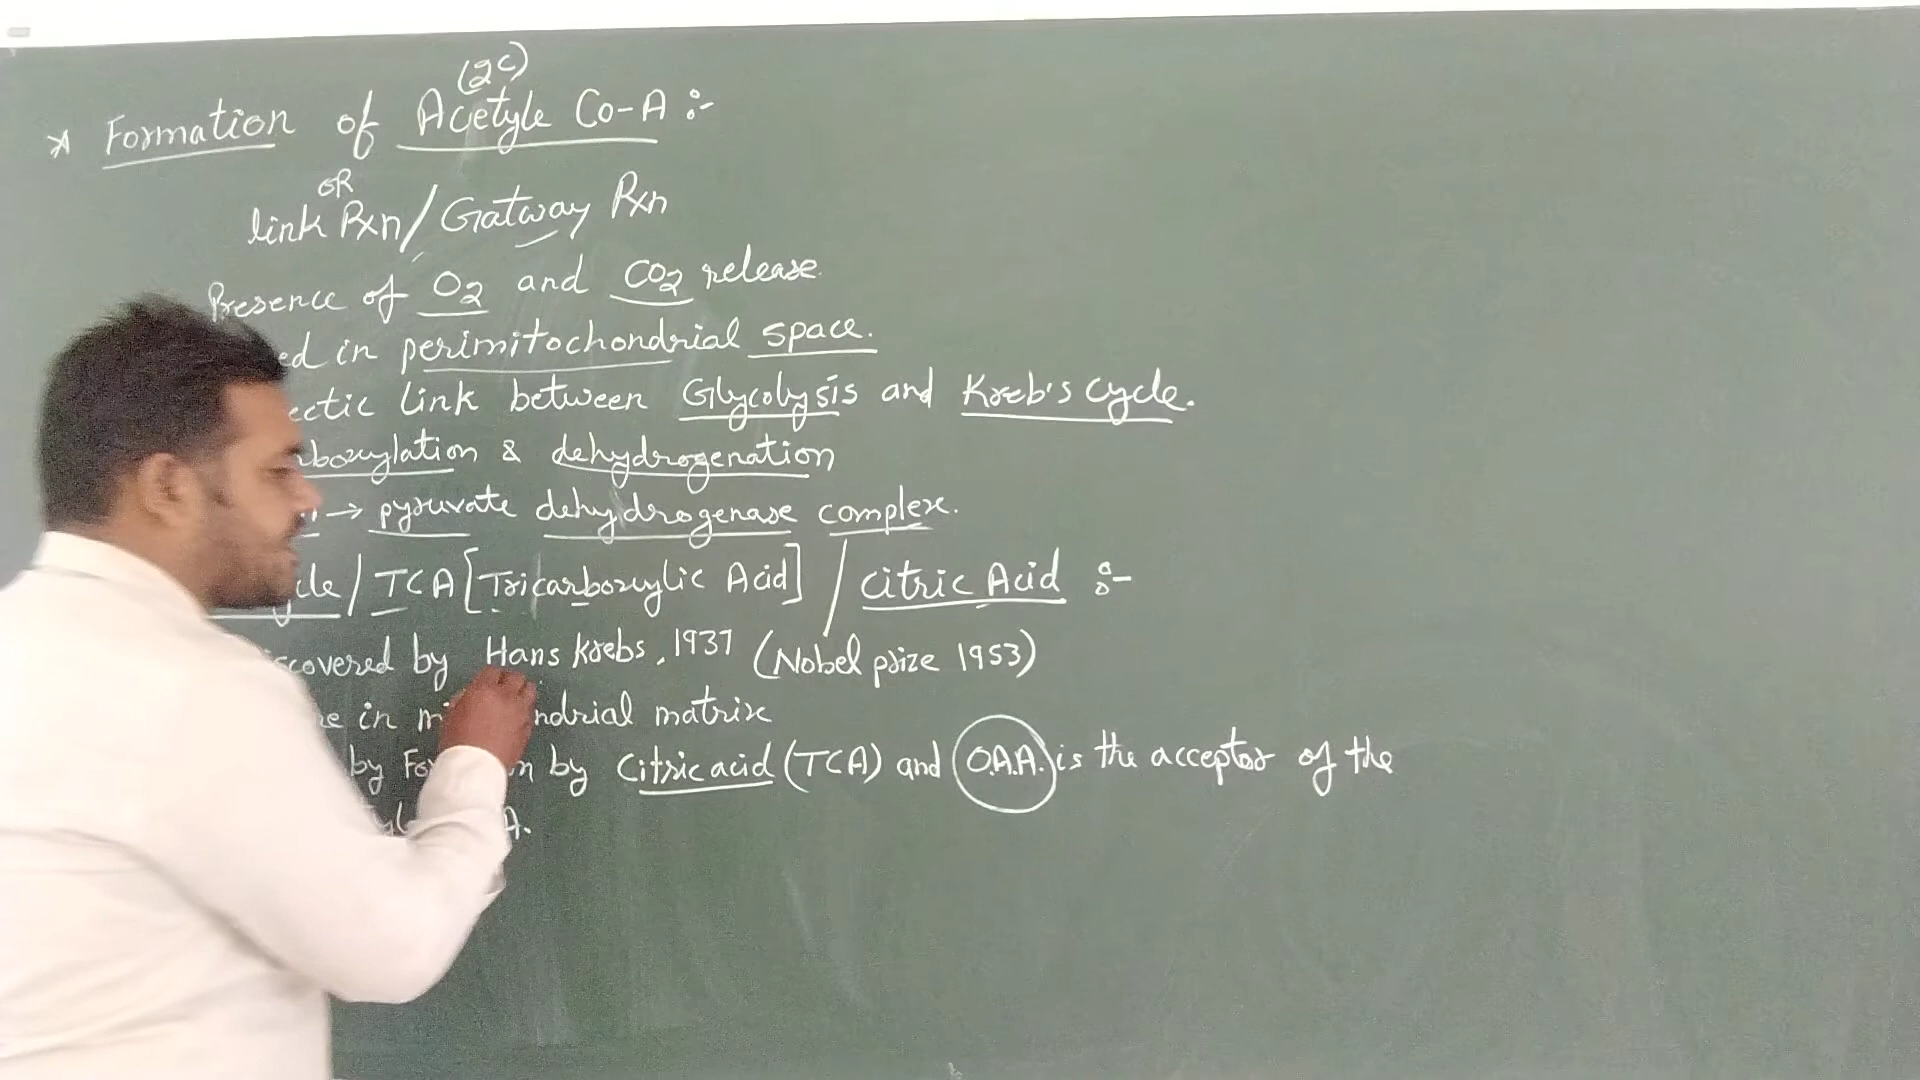 (2C)
* Formation of Acetyle Co-A :-
OR
link Rxn/Gatway Rxn
Presence of O2 and CO2 release.
ed in perimitochondrial space.
ectic link between Glycolysis and Kreb's cycle.
boxylation & dehydrogenation
→ pyruvate dehydrogenase complex.
cle/TCA[Tricarboxylic Acid] / Citric Acid :-
scovered by Hans Krebs, 1937 (Nobel prize 1953)
in m ndrial matrix
by Fo n by Citric acid (TCA) and O.A.A. is the acceptor of the
A.